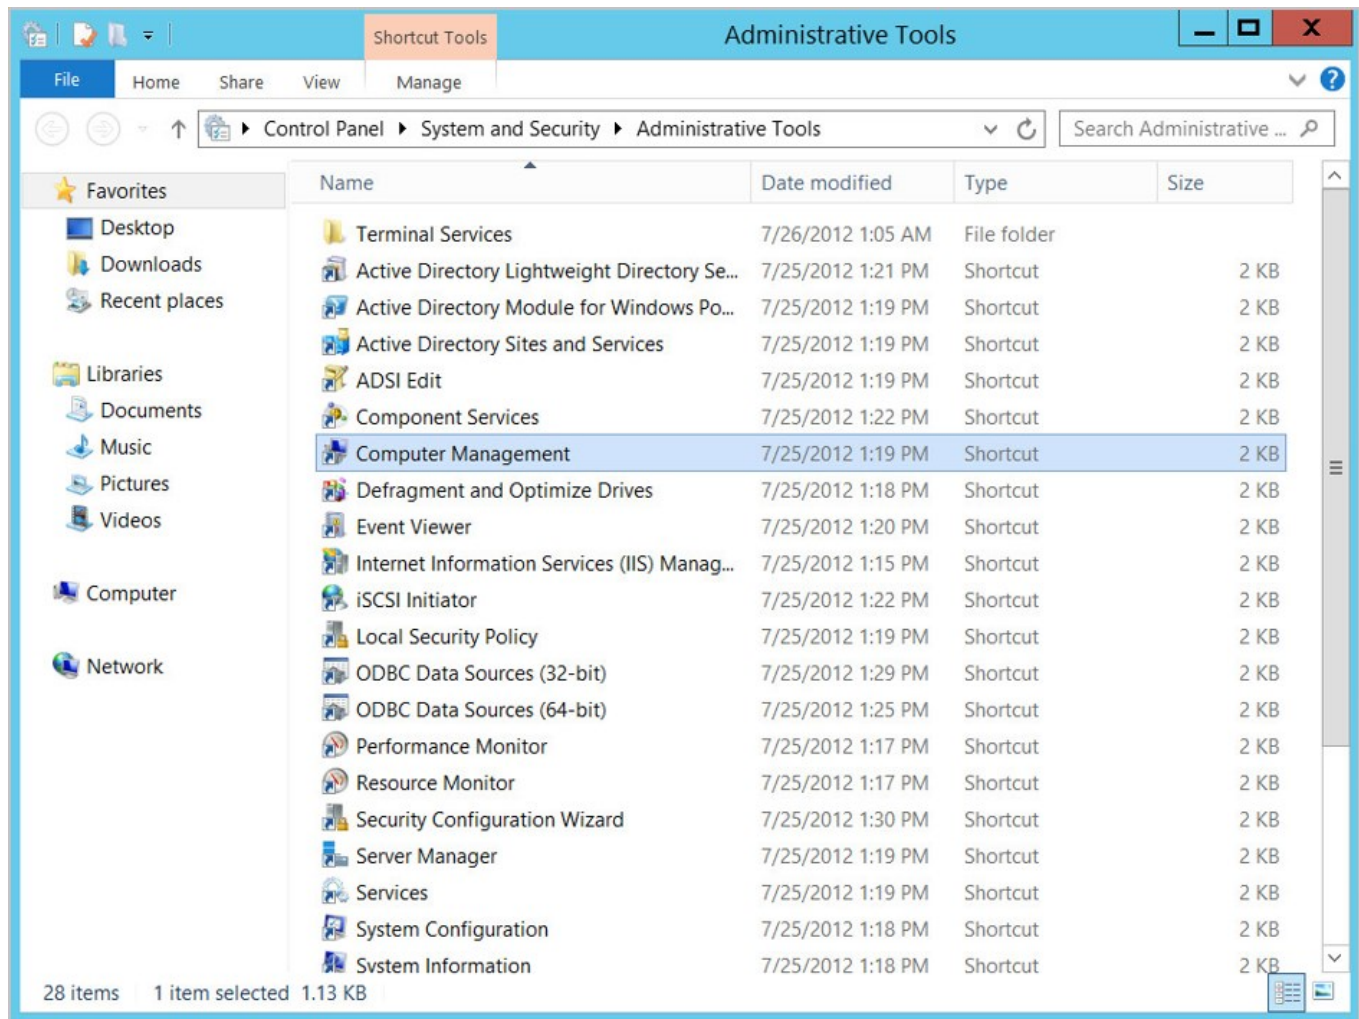 Shortcut Tools
Administrative Tools
File Home Share View Manage
Control Panel System and Security Administrative Tools
Search Administrative ...
Favorites
Desktop
Downloads
Recent places
Libraries
Documents
Music
Pictures
Videos
Computer
Network
Name Date modified Type Size
Terminal Services 7/26/2012 1:05 AM File folder
Active Directory Lightweight Directory Se... 7/25/2012 1:21 PM Shortcut 2 KB
Active Directory Module for Windows Po... 7/25/2012 1:19 PM Shortcut 2 KB
Active Directory Sites and Services 7/25/2012 1:19 PM Shortcut 2 KB
ADSI Edit 7/25/2012 1:19 PM Shortcut 2 KB
Component Services 7/25/2012 1:22 PM Shortcut 2 KB
Computer Management 7/25/2012 1:19 PM Shortcut 2 KB
Defragment and Optimize Drives 7/25/2012 1:18 PM Shortcut 2 KB
Event Viewer 7/25/2012 1:20 PM Shortcut 2 KB
Internet Information Services (IIS) Manag... 7/25/2012 1:15 PM Shortcut 2 KB
iSCSI Initiator 7/25/2012 1:22 PM Shortcut 2 KB
Local Security Policy 7/25/2012 1:19 PM Shortcut 2 KB
ODBC Data Sources (32-bit) 7/25/2012 1:29 PM Shortcut 2 KB
ODBC Data Sources (64-bit) 7/25/2012 1:25 PM Shortcut 2 KB
Performance Monitor 7/25/2012 1:17 PM Shortcut 2 KB
Resource Monitor 7/25/2012 1:17 PM Shortcut 2 KB
Security Configuration Wizard 7/25/2012 1:30 PM Shortcut 2 KB
Server Manager 7/25/2012 1:19 PM Shortcut 2 KB
Services 7/25/2012 1:19 PM Shortcut 2 KB
System Configuration 7/25/2012 1:18 PM Shortcut 2 KB
System Information 7/25/2012 1:18 PM Shortcut 2 KB
28 items 1 item selected 1.13 KB